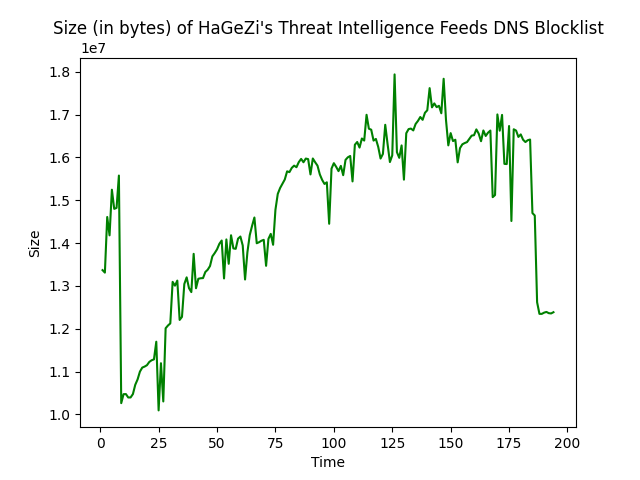 Size (in bytes) of HaGeZi's Threat Intelligence Feeds DNS Blocklist
1e7
1.8
1.7
1.6
1.5
1.4
1.3
1.2
1.1
1.0
Size
0 25 50 75 100 125 150 175 200
Time